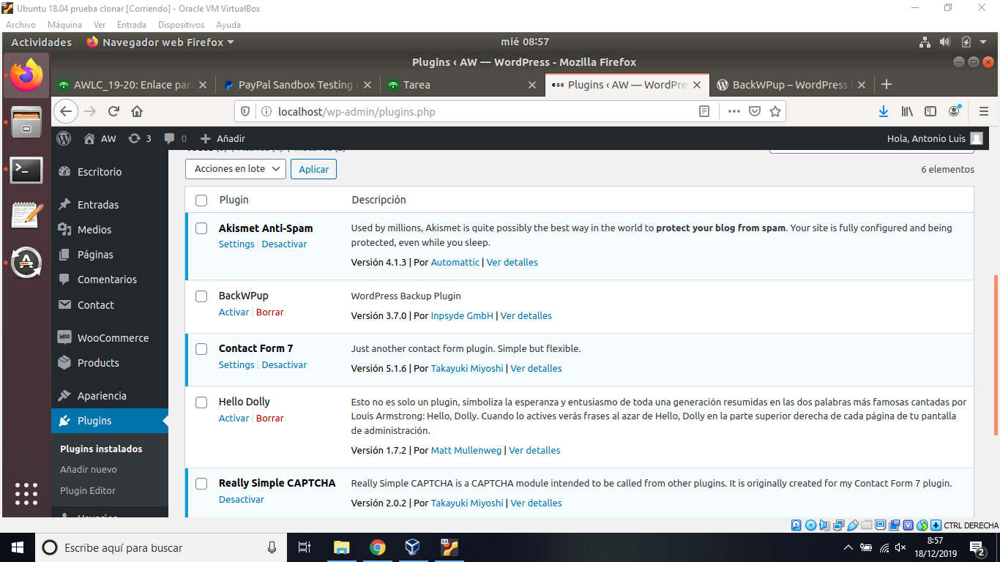 Ubuntu 18.04 prueba clonar [Corriendo] - Oracle VM VirtualBox
Archivo Máquina Ver Entrada Dispositivos Ayuda
Actividades Navegador web Firefox mié 08:57
Plugins ‹ AW — WordPress - Mozilla Firefox
AWLC_19-20: Enlace para PayPal Sandbox Testing Tarea Plugins ‹ AW — WordPre BackWPup – WordPress
localhost/wp-admin/plugins.php
AW 3 0 Añadir Hola, Antonio Luis
Acciones en lote Aplicar 6 elementos
Escritorio
Entradas
Medios
Páginas
Comentarios
Contact
WooCommerce
Products
Apariencia
Plugins
Plugins instalados
Añadir nuevo
Plugin Editor
Usuarios
Plugin Descripción
Akismet Anti-Spam
Settings | Desactivar
Used by millions, Akismet is quite possibly the best way in the world to protect your blog from spam. Your site is fully configured and being
protected, even while you sleep.
Versión 4.1.3 | Por Automattic | Ver detalles
BackWPup
Activar | Borrar
WordPress Backup Plugin
Versión 3.7.0 | Por Inpsyde GmbH | Ver detalles
Contact Form 7
Settings | Desactivar
Just another contact form plugin. Simple but flexible.
Versión 5.1.6 | Por Takayuki Miyoshi | Ver detalles
Hello Dolly
Activar | Borrar
Esto no es solo un plugin, simboliza la esperanza y entusiasmo de toda una generación resumidas en las dos palabras más famosas cantadas por
Louis Armstrong: Hello, Dolly. Cuando lo actives verás frases al azar de Hello, Dolly en la parte superior derecha de cada página de tu pantalla
de administración.
Versión 1.7.2 | Por Matt Mullenweg | Ver detalles
Really Simple CAPTCHA
Desactivar
Really Simple CAPTCHA is a CAPTCHA module intended to be called from other plugins. It is originally created for my Contact Form 7 plugin.
Versión 2.0.2 | Por Takayuki Miyoshi | Ver detalles
CTRL DERECHA
Escribe aquí para buscar
8:57
18/12/2019
2